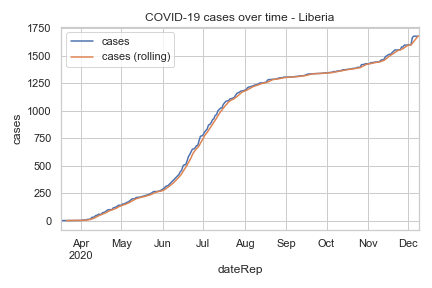 COVID-19 cases over time - Liberia
cases
cases (rolling)
1750
1500
1250
1000
750
500
250
0
cases
Apr
2020
May
Jun
Jul
Aug
Sep
Oct
Nov
Dec
dateRep